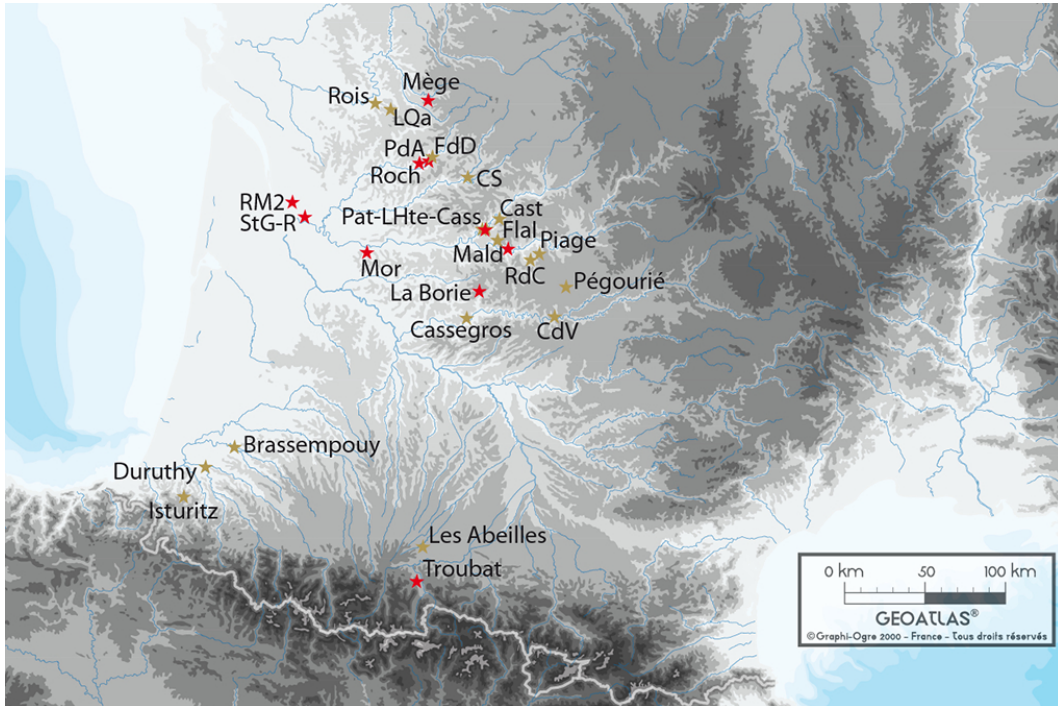 Mège
Rois
LQa
PdA
FdD
Roch
CS
RM2
StG-R
Pat-LHte-Cass
Cast
Flal
Mald
Piage
Mor
RdC
Pégourié
La Borie
Cassegros
CdV
Brassempouy
Duruthy
Isturitz
Les Abeilles
Troubat
0 km 50 100 km
GEOATLAS®
©Graphi-Ogre 2000 - France - Tous droits réservés